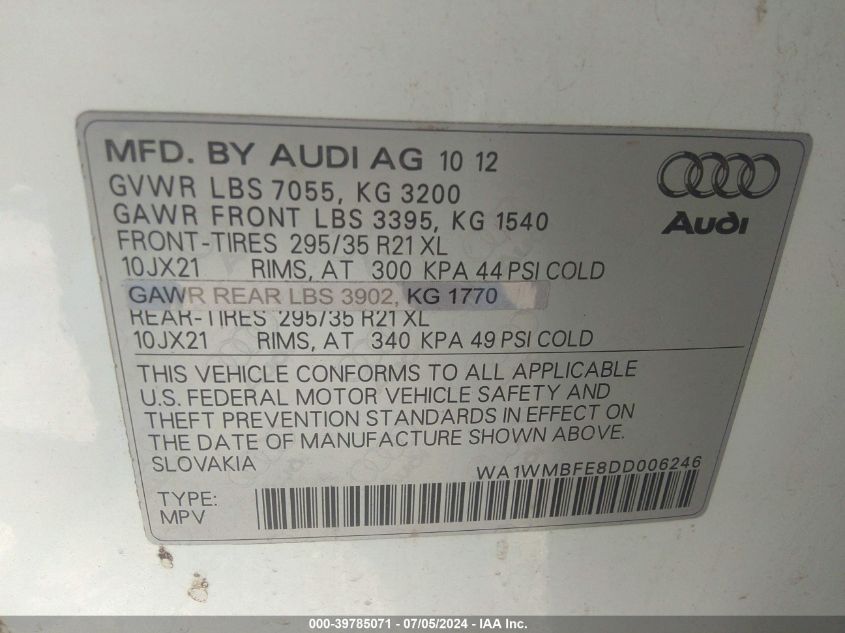 MFD. BY AUDI AG 10 12
GVWR LBS 7055, KG 3200
GAWR FRONT LBS 3395, KG 1540
FRONT-TIRES 295/35 R21 XL
10JX21 RIMS, AT 300 KPA 44 PSI COLD
GAWR REAR LBS 3902, KG 1770
REAR-TIRES 295/35 R21 XL
10JX21 RIMS, AT 340 KPA 49 PSI COLD
Audi
THIS VEHICLE CONFORMS TO ALL APPLICABLE
U.S. FEDERAL MOTOR VEHICLE SAFETY AND
THEFT PREVENTION STANDARDS IN EFFECT ON
THE DATE OF MANUFACTURE SHOWN ABOVE.
SLOVAKIA
WA1WMBFE8DD006246
TYPE:
MPV
000-39785071 - 07/05/2024 - IAAI Inc.